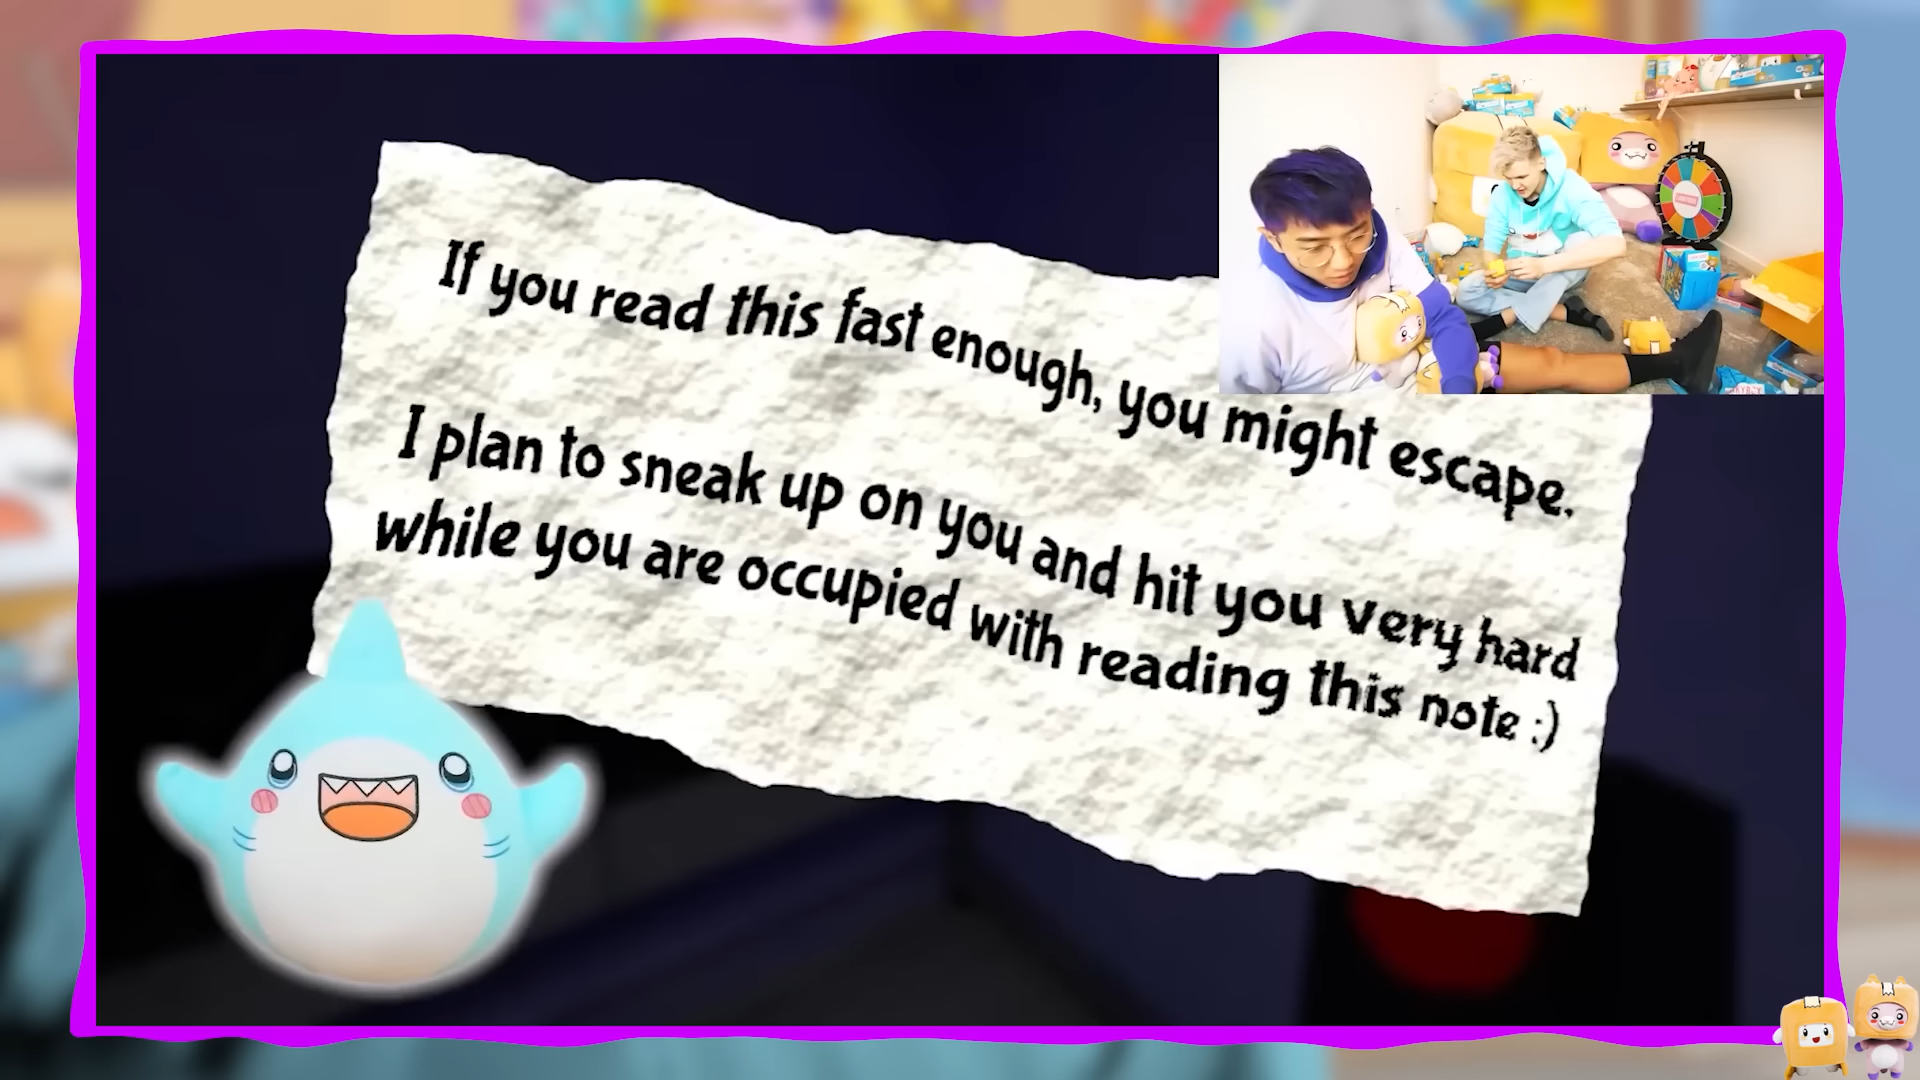 If you read this fast enough, you might escape.
I plan to sneak up on you and hit you very hard
while you are occupied with reading this note :)